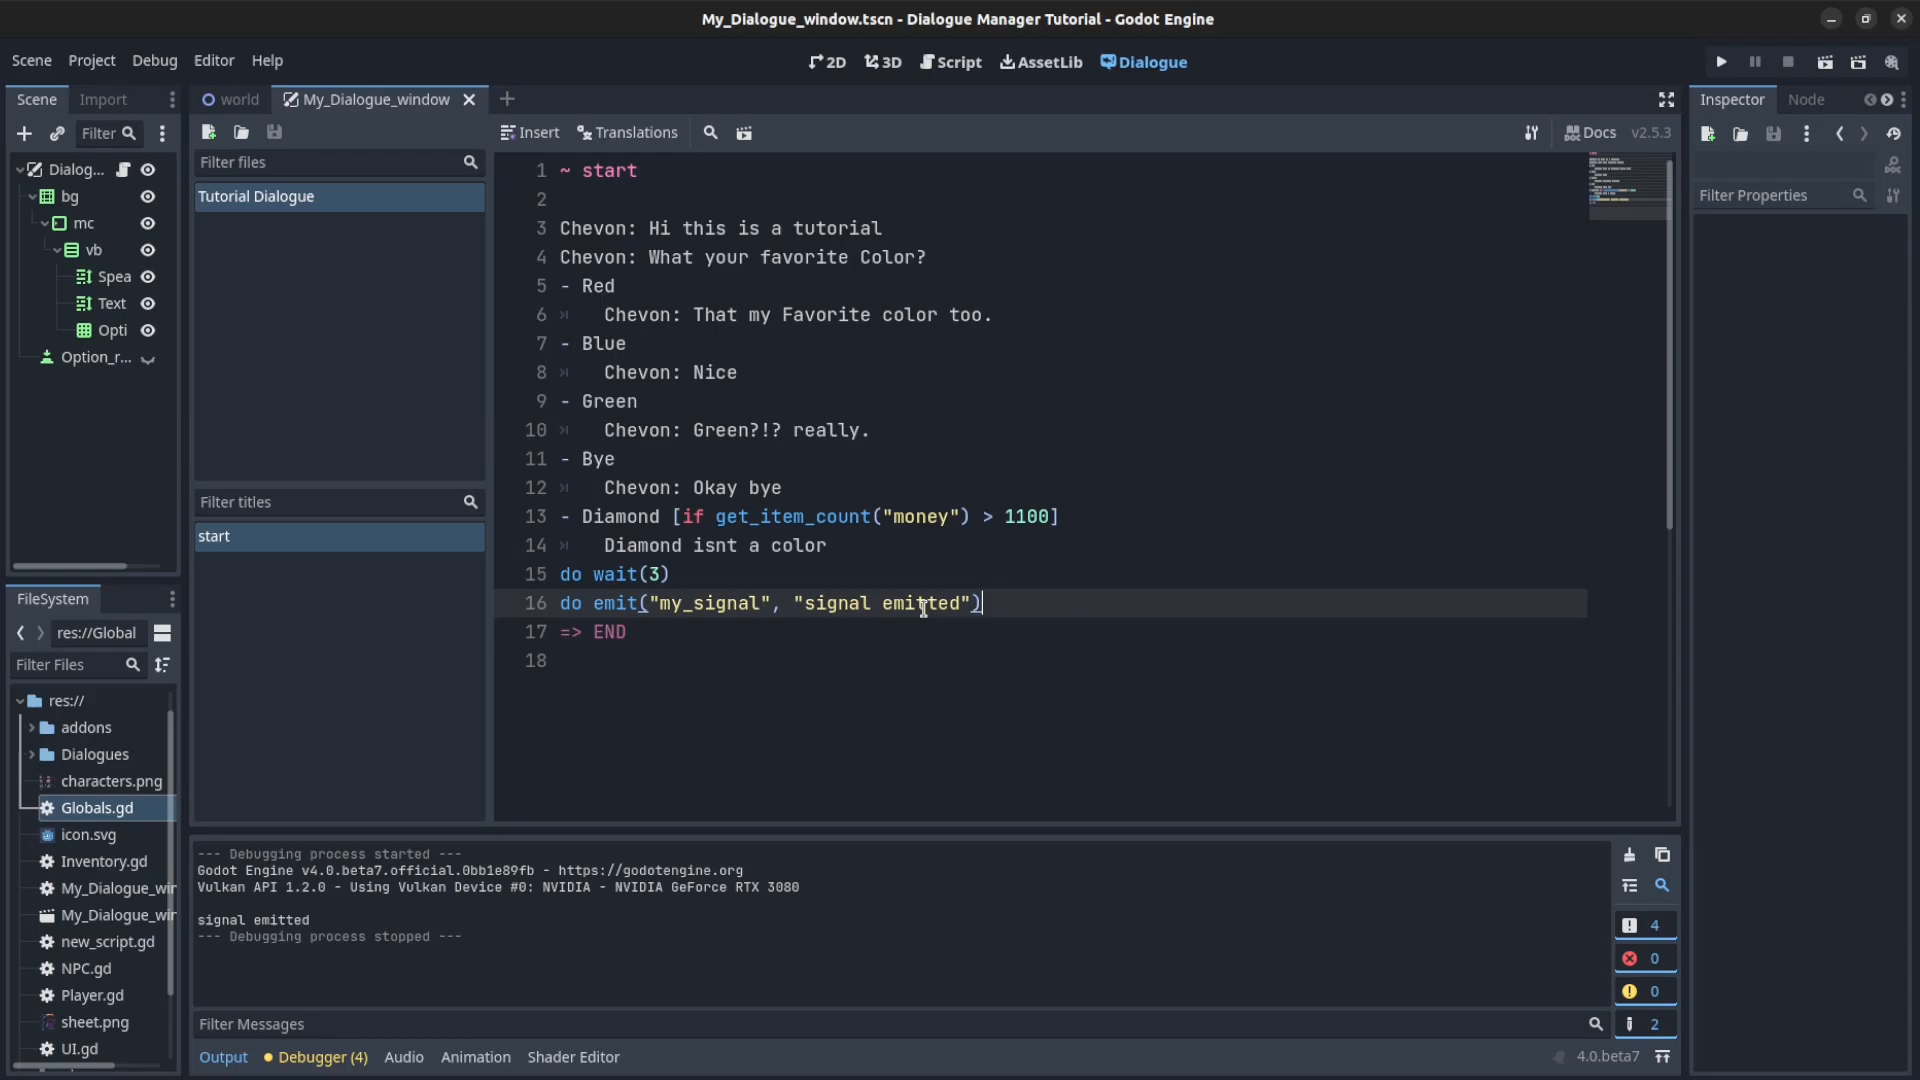 My_Dialogue_window.tscn - Dialogue Manager Tutorial - Godot Engine
Scene Project Debug Editor Help
2D 3D Script AssetLib Dialogue
Scene Import
world My_Dialogue_window
Inspector Node
Filter
Insert Translations
Docs v2.5.3
Dialog...
bg
mc
vb
Spea
Text
Opti
Option_r...
Filter files
Tutorial Dialogue
Filter titles
start
1 ~ start
2
3 Chevon: Hi this is a tutorial
4 Chevon: What your favorite Color?
5 - Red
6 Chevon: That my Favorite color too.
7 - Blue
8 Chevon: Nice
9 - Green
10 Chevon: Green?!? really.
11 - Bye
12 Chevon: Okay bye
13 - Diamond [if get_item_count("money") > 1100]
14 Diamond isnt a color
15 do wait(3)
16 do emit("my_signal", "signal emitted")
17 => END
18
Filter Properties
FileSystem
res://Global
Filter Files
res://
addons
Dialogues
characters.png
Globals.gd
icon.svg
Inventory.gd
My_Dialogue_wir
My_Dialogue_wir
new_script.gd
NPC.gd
Player.gd
sheet.png
UI.gd
--- Debugging process started ---
Godot Engine v4.0.beta7.official.0bb1e89fb - https://godotengine.org
Vulkan API 1.2.0 - Using Vulkan Device #0: NVIDIA - NVIDIA GeForce RTX 3080
signal emitted
--- Debugging process stopped ---
4
0
0
2
Filter Messages
Output Debugger (4) Audio Animation Shader Editor
4.0.beta7